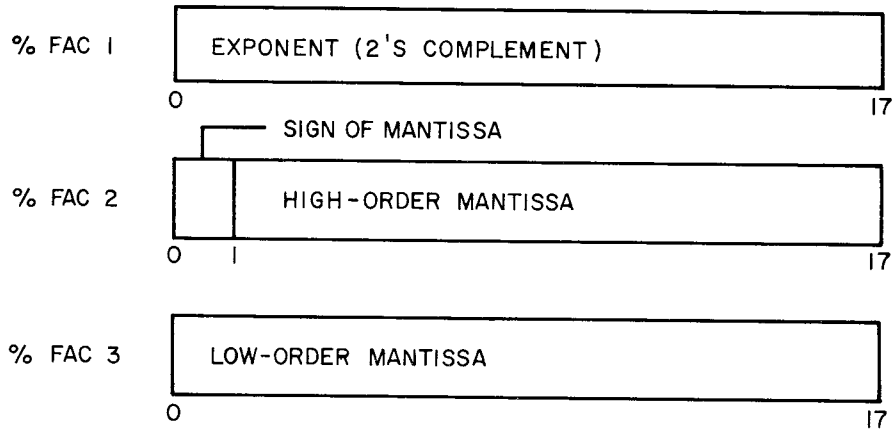 % FAC 1 EXPONENT (2'S COMPLEMENT)
0 17
SIGN OF MANTISSA
% FAC 2 HIGH-ORDER MANTISSA
0 1 17
% FAC 3 LOW-ORDER MANTISSA
0 17